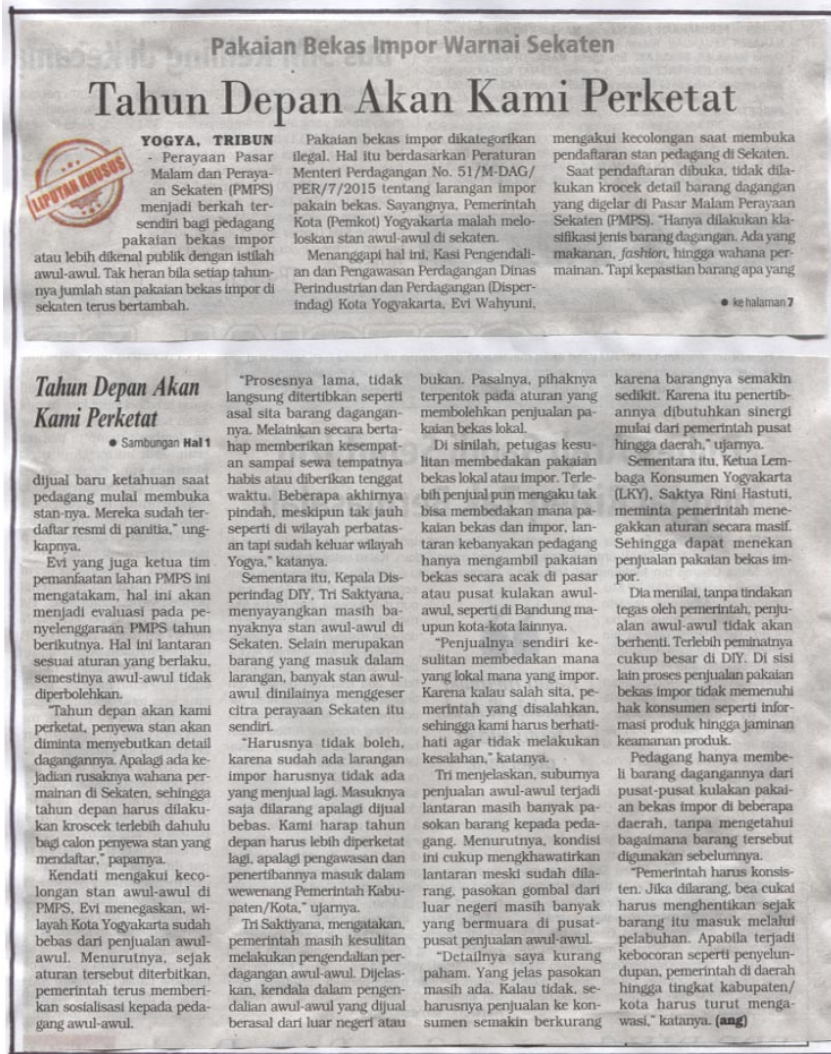 Pakaian Bekas Impor Warnai Sekaten
Tahun Depan Akan Kami Perketat
LIPUTAN KHUSUS
YOGYA, TRIBUN
- Perayaan Pasar
Malam dan Peraya-
an Sekaten (PMPS)
menjadi berkah ter-
sendiri bagi pedagang
pakaian bekas impor
atau lebih dikenal publik dengan istilah
awul-awul. Tak heran bila setiap tahun-
nya jumlah stan pakaian bekas impor di
sekaten terus bertambah.
Pakaian bekas impor dikategorikan
ilegal. Hal itu berdasarkan Peraturan
Menteri Perdagangan No. 51/M-DAG/
PER/7/2015 tentang larangan impor
pakain bekas. Sayangnya, Pemerintah
Kota (Pemkot) Yogyakarta malah melo-
loskan stan awul-awul di sekaten.
Menanggapi hal ini, Kasi Pengendali-
an dan Pengawasan Perdagangan Dinas
Perindustrian dan Perdagangan (Disper-
indag) Kota Yogyakarta, Evi Wahyuni,
mengakui kecolongan saat membuka
pendaftaran stan pedagang di Sekaten.
Saat pendaftaran dibuka, tidak dila-
kukan krocek detail barang dagangan
yang digelar di Pasar Malam Perayaan
Sekaten (PMPS). "Hanya dilakukan kla-
sifikasi jenis barang dagangan. Ada yang
makanan, fashion, hingga wahana per-
mainan. Tapi kepastian barang apa yang
● ke halaman 7
Tahun Depan Akan
Kami Perketat
● Sambungan Hal 1
dijual baru ketahuan saat
pedagang mulai membuka
stan-nya. Mereka sudah ter-
daftar resmi di panitia," ung-
kapnya.
Evi yang juga ketua tim
pemanfaatan lahan PMPS ini
mengatakam, hal ini akan
menjadi evaluasi pada pe-
nyelenggaraan PMPS tahun
berikutnya. Hal ini lantaran
sesuai aturan yang berlaku,
semestinya awul-awul tidak
diperbolehkan.
"Tahun depan akan kami
perketat, penyewa stan akan
diminta menyebutkan detail
dagangannya. Apalagi ada ke-
jadian rusaknya wahana per-
mainan di Sekaten, sehingga
tahun depan harus dilaku-
kan kroscek terlebih dahulu
bagi calon penyewa stan yang
mendaftar," paparnya.
Kendati mengakui keco-
longan stan awul-awul di
PMPS, Evi menegaskan, wi-
layah Kota Yogyakarta sudah
bebas dari penjualan awul-
awul. Menurutnya, sejak
aturan tersebut diterbitkan,
pemerintah terus memberi-
kan sosialisasi kepada peda-
gang awul-awul.
"Prosesnya lama, tidak
langsung ditertibkan seperti
asal sita barang dagangan-
nya. Melainkan secara berta-
hap memberikan kesempat-
an sampai sewa tempatnya
habis atau diberikan tenggat
waktu. Beberapa akhirnya
pindah, meskipun tak jauh
seperti di wilayah perbatas-
an tapi sudah keluar wilayah
Yogya," katanya.
Sementara itu, Kepala Dis-
perindag DIY, Tri Saktyana,
menyayangkan masih ba-
nyaknya stan awul-awul di
Sekaten. Selain merupakan
barang yang masuk dalam
larangan, banyak stan awul-
awul dinilainya menggeser
citra perayaan Sekaten itu
sendiri.
"Harusnya tidak boleh,
karena sudah ada larangan
impor harusnya tidak ada
yang menjual lagi. Masuknya
saja dilarang apalagi dijual
bebas. Kami harap tahun
depan harus lebih diperketat
lagi, apalagi pengawasan dan
penertibannya masuk dalam
wewenang Pemerintah Kabu-
paten/Kota," ujarnya.
Tri Saktiyana, mengatakan,
pemerintah masih kesulitan
melakukan pengendalian per-
dagangan awul-awul. Dijelas-
kan, kendala dalam pengen-
dalian awul-awul yang dijual
berasal dari luar negeri atau
bukan. Pasalnya, pihaknya
terpentok pada aturan yang
membolehkan penjualan pa-
kaian bekas lokal.
Di sinilah, petugas kesu-
litan membedakan pakaian
bekas lokal atau impor. Terle-
bih penjual pun mengaku tak
bisa membedakan mana pa-
kaian bekas dan impor, lan-
taran kebanyakan pedagang
hanya mengambil pakaian
bekas secara acak di pasar
atau pusat kulakan awul-
awul, seperti di Bandung ma-
upun kota-kota lainnya.
"Penjualnya sendiri ke-
sulitan membedakan mana
yang lokal mana yang impor.
Karena kalau salah sita, pe-
merintah yang disalahkan,
sehingga kami harus berhati-
hati agar tidak melakukan
kesalahan," katanya.
Tri menjelaskan, suburnya
penjualan awul-awul terjadi
lantaran masih banyak pa-
sokan barang kepada peda-
gang. Menurutnya, kondisi
ini cukup mengkhawatirkan
lantaran meski sudah dila-
rang, pasokan gombal dari
luar negeri masih banyak
yang bermuara di pusat-
pusat penjualan awul-awul.
"Detailnya saya kurang
paham. Yang jelas pasokan
masih ada. Kalau tidak, se-
harusnya penjualan ke kon-
sumen semakin berkurang
karena barangnya semakin
sedikit. Karena itu penertib-
annya dibutuhkan sinergi
mulai dari pemerintah pusat
hingga daerah," ujarnya.
Sementara itu, Ketua Lem-
baga Konsumen Yogyakarta
(LKY), Saktya Rini Hastuti,
meminta pemerintah mene-
gakkan aturan secara masif.
Sehingga dapat menekan
penjualan pakaian bekas im-
por.
Dia menilai, tanpa tindakan
tegas oleh pemerintah, penju-
alan awul-awul tidak akan
berhenti. Terlebih peminatnya
cukup besar di DIY. Di sisi
lain proses penjualan pakaian
bekas impor tidak memenuhi
hak konsumen seperti infor-
masi produk hingga jaminan
keamanan produk.
Pedagang hanya membe-
li barang dagangannya dari
pusat-pusat kulakan pakai-
an bekas impor di beberapa
daerah, tanpa mengetahui
bagaimana barang tersebut
digunakan sebelumnya.
"Pemerintah harus konsis-
ten. Jika dilarang, bea cukai
harus menghentikan sejak
barang itu masuk melalui
pelabuhan. Apabila terjadi
kebocoran seperti penyelun-
dupan, pemerintah di daerah
hingga tingkat kabupaten/
kota harus turut menga-
wasi," katanya. (ang)